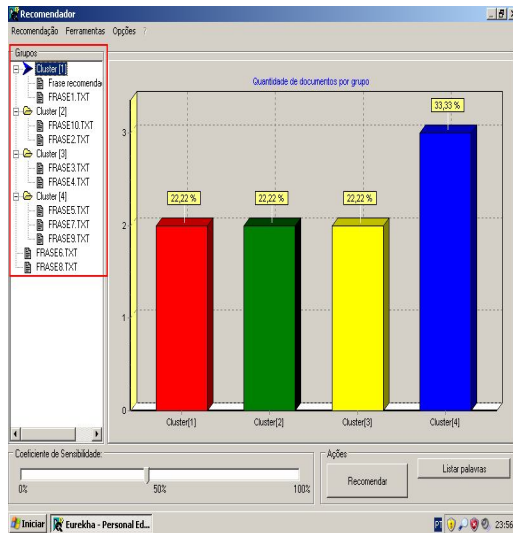 Recomendador
Recomendação Ferramentas Opções ?
Grupos
Cluster [1]
Frase recomenda
FRASE1.TXT
Cluster [2]
FRASE10.TXT
FRASE2.TXT
Cluster [3]
FRASE3.TXT
FRASE4.TXT
Cluster [4]
FRASE5.TXT
FRASE7.TXT
FRASE9.TXT
FRASE6.TXT
FRASE8.TXT
Quantidade de documentos por grupo
33,33 %
22,22 % 22,22 % 22,22 %
3
2
1
0
Cluster[1] Cluster[2] Cluster[3] Cluster[4]
Coeficiente de Sensibilidade:
0% 50% 100%
Ações
Recomendar
Listar palavras
Iniciar Eurekha - Personal Ed... PT 23:56